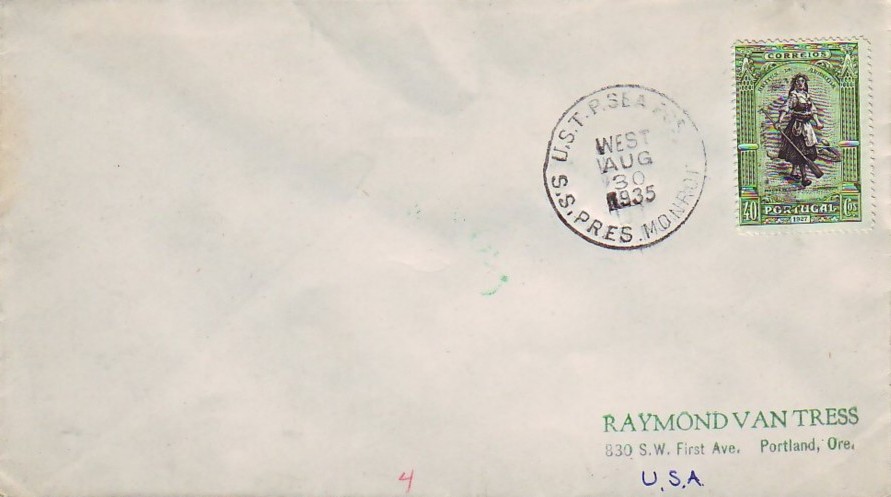 CORREIOS
40 Cos
PORTUGAL
1927
U.S.T.P. SEA
WEST
AUG
30
1935
S.S. PRES. MONROE
RAYMOND VAN TRESS
830 S.W. First Ave. Portland, Ore.
U.S.A.
4